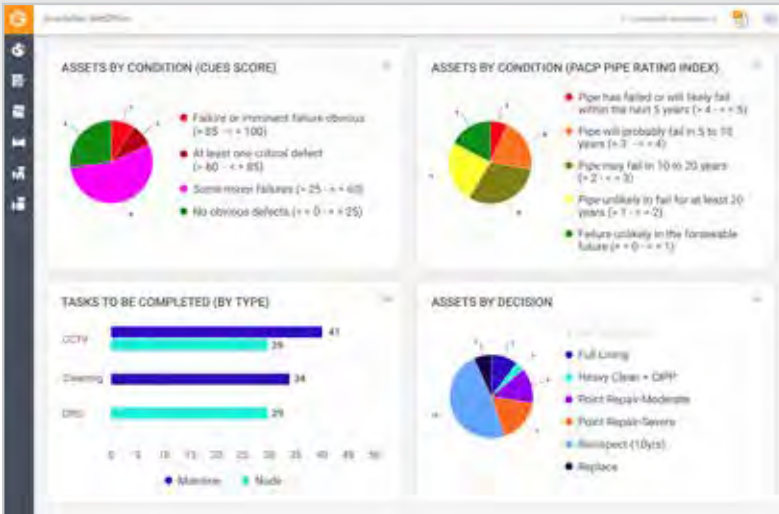 ASSETS BY CONDITION (CUES SCORE)
Failure or imminent failure obvious
(> 85 - < = 100)
At least one critical defect
(> 60 - < = 85)
Some minor failures (> 25 - < = 60)
No obvious defects (> = 0 - < = 25)
ASSETS BY CONDITION (PACP PIPE RATING INDEX)
Pipe has failed or will likely fail
within the next 5 years (> 4 - < = 5)
Pipe will probably fail in 5 to 10
years (> 3 - < = 4)
Pipe may fail in 10 to 20 years
(> 2 - < = 3)
Pipe unlikely to fail for at least 20
years (> 1 - < = 2)
Failure unlikely in the foreseeable
future (> = 0 - < = 1)
TASKS TO BE COMPLETED (BY TYPE)
CCTV
41
29
Cleaning
34
29
0 5 10 15 20 25 30 35 40 45 50
Mainline
Node
ASSETS BY DECISION
Full Lining
Heavy Clean + CIPP
Point Repair-Moderate
Point Repair-Severe
Reinspect (10yrs)
Replace